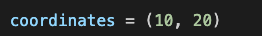 coordinates = (10, 20)